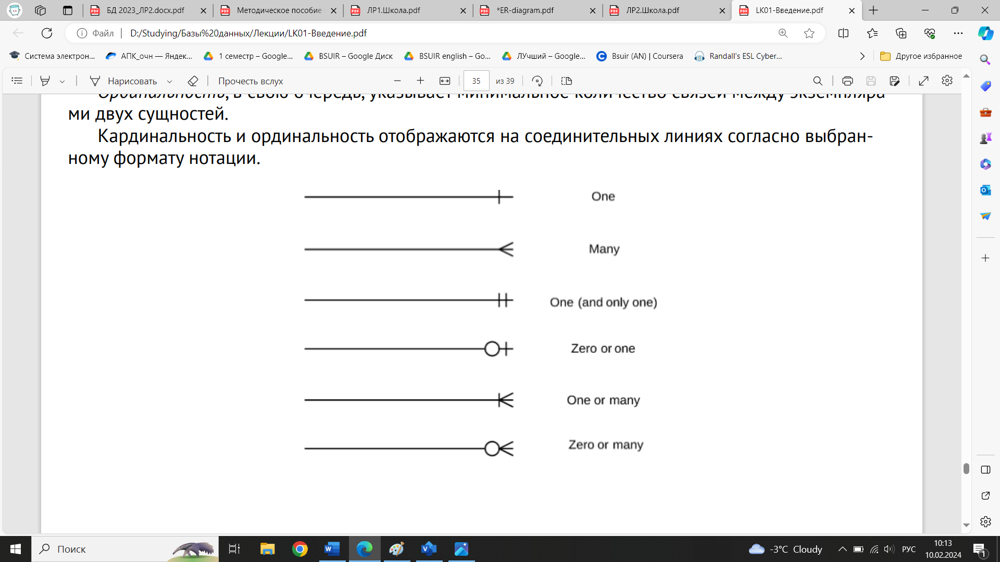 БД 2023_ЛР2.docx.pdf
Методическое пособие
ЛР1.Школа.pdf
*ER-diagram.pdf
ЛР2.Школа.pdf
LK01-Введение.pdf
Файл
D:/Studying/Базы%20данных/Лекции/LK01-Введение.pdf
Система электрон...
АПК_очн — Яндек...
1 семестр – Google...
BSUIR – Google Диск
BSUIR english – Go...
ЛУчший – Google...
Bsuir (AN) | Coursera
Randall's ESL Cyber...
Другое избранное
Нарисовать
Прочесть вслух
35
из 39
Ординальность, в свою очередь, указывает минимальное количество связей между экземпляра-
ми двух сущностей.
Кардинальность и ординальность отображаются на соединительных линиях согласно выбран-
ному формату нотации.
One
Many
One (and only one)
Zero or one
One or many
Zero or many
Поиск
-3°C Cloudy
РУС
10:13
10.02.2024
1